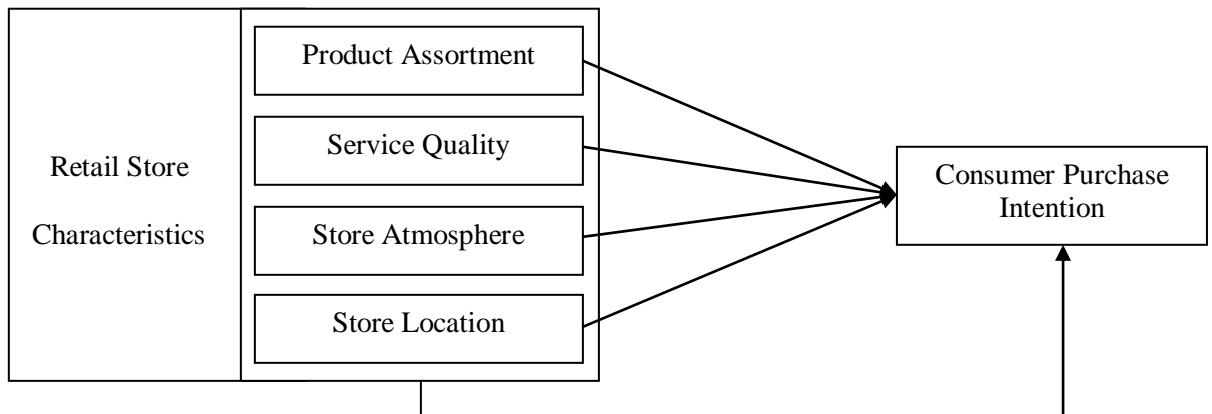 Retail Store
Characteristics
Product Assortment
Service Quality
Store Atmosphere
Store Location
Consumer Purchase
Intention